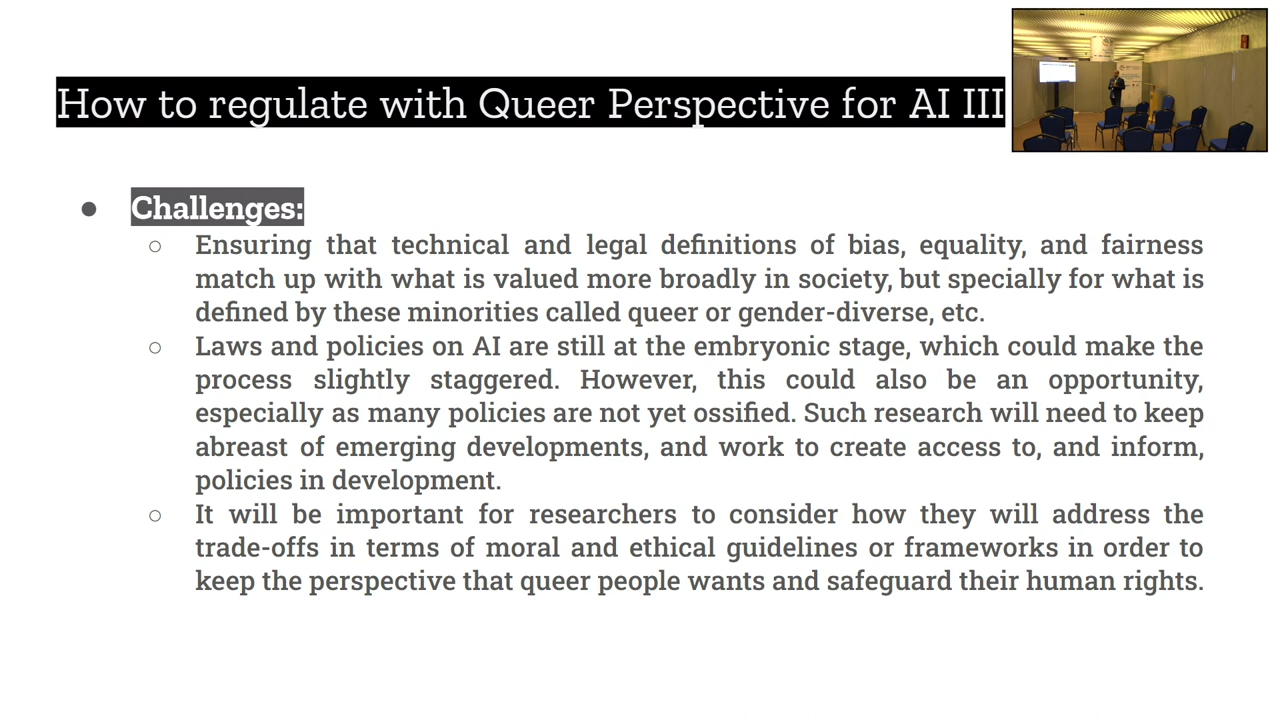 How to regulate with Queer Perspective for AI III
● Challenges:
○ Ensuring that technical and legal definitions of bias, equality, and fairness
match up with what is valued more broadly in society, but specially for what is
defined by these minorities called queer or gender-diverse, etc.
○ Laws and policies on AI are still at the embryonic stage, which could make the
process slightly staggered. However, this could also be an opportunity,
especially as many policies are not yet ossified. Such research will need to keep
abreast of emerging developments, and work to create access to, and inform,
policies in development.
○ It will be important for researchers to consider how they will address the
trade-offs in terms of moral and ethical guidelines or frameworks in order to
keep the perspective that queer people wants and safeguard their human rights.